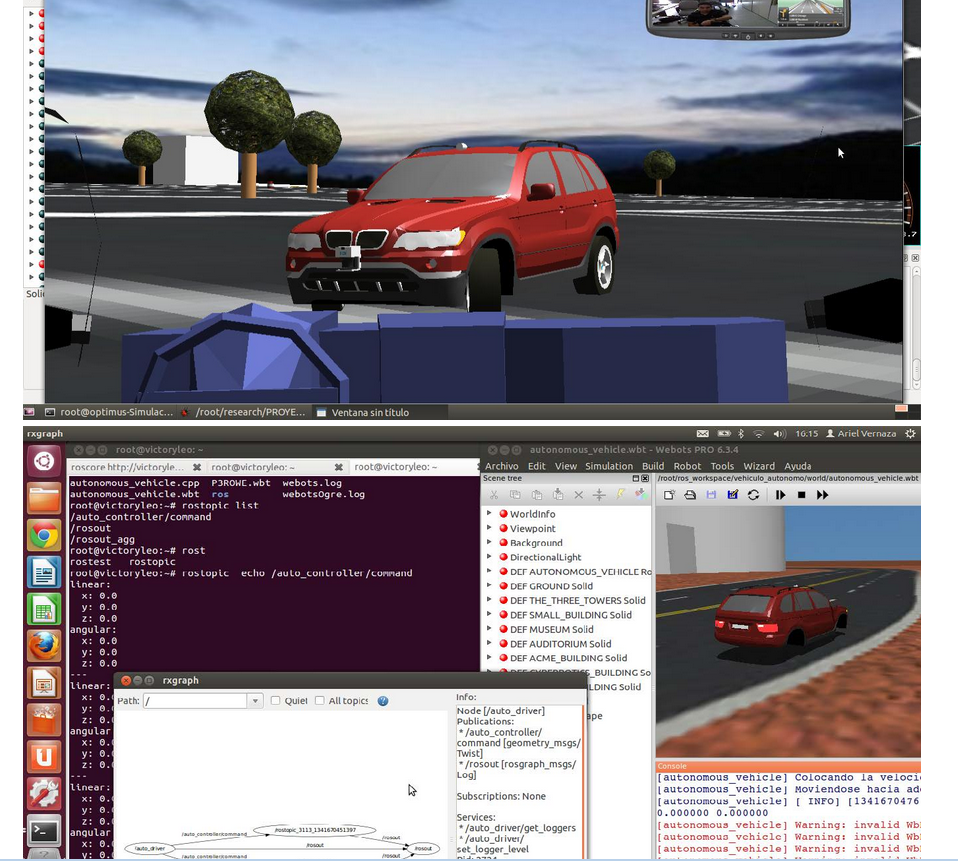 Solid
root@optimus-Simulac...
/root/research/PROYE...
Ventana sin título
rxgraph
16:15
Ariel Vernaza
root@victoryleo: ~
autonomous_vehicle.wbt - Webots PRO 6.3.4
roscore http://victoryle...
root@victoryleo: ~
root@victoryleo: ~
Archivo Edit View Simulation Build Robot Tools Wizard Ayuda
Scene tree
/root/ros_workspace/vehiculo_autonomo/world/autonomous_vehicle.wbt
autonomous_vehicle.cpp P3ROWE.wbt webots.log
autonomous_vehicle.wbt ros webotsOgre.log
root@victoryleo:~# rostopic list
/auto_controller/command
/rosout
/rosout_agg
root@victoryleo:~# rost
rostest rostopic
root@victoryleo:~# rostopic echo /auto_controller/command
linear:
x: 0.0
y: 0.0
z: 0.0
angular:
x: 0.0
y: 0.0
z: 0.0
---
linear:
x: 0.
y: 0.
z: 0.
angular
x: 0.
y: 0.
z: 0.
---
linear:
x: 0.
y: 0.
z: 0.
angular
x: 0.
WorldInfo
Viewpoint
Background
DirectionalLight
DEF AUTONOMOUS_VEHICLE Ro
DEF GROUND Solid
DEF THE_THREE_TOWERS Solid
DEF SMALL_BUILDING Solid
DEF MUSEUM Solid
DEF AUDITORIUM Solid
DEF ACME_BUILDING Solid
LDING Solid
ape
rxgraph
Path: /
Quiet
All topics
Info:
Node [/auto_driver]
Publications:
* /auto_controller/
command [geometry_msgs/
Twist]
* /rosout [rosgraph_msgs/
Log]
Subscriptions: None
Services:
* /auto_driver/get_loggers
* /auto_driver/
set_logger_level
/auto_controller/command
/rostopic_3113_1341670451397
/rosout
/auto_driver
/rosout
/rosout
/auto_controller/command
/rosout
Console
[autonomous_vehicle] Colocando la veloci
[autonomous_vehicle] Moviendose hacia ad
[autonomous_vehicle] [ INFO] [1341670476
0.000000 0.000000
[autonomous_vehicle] Warning: invalid Wb
[autonomous_vehicle] Warning: invalid Wb
[autonomous_vehicle] Warning: invalid Wb